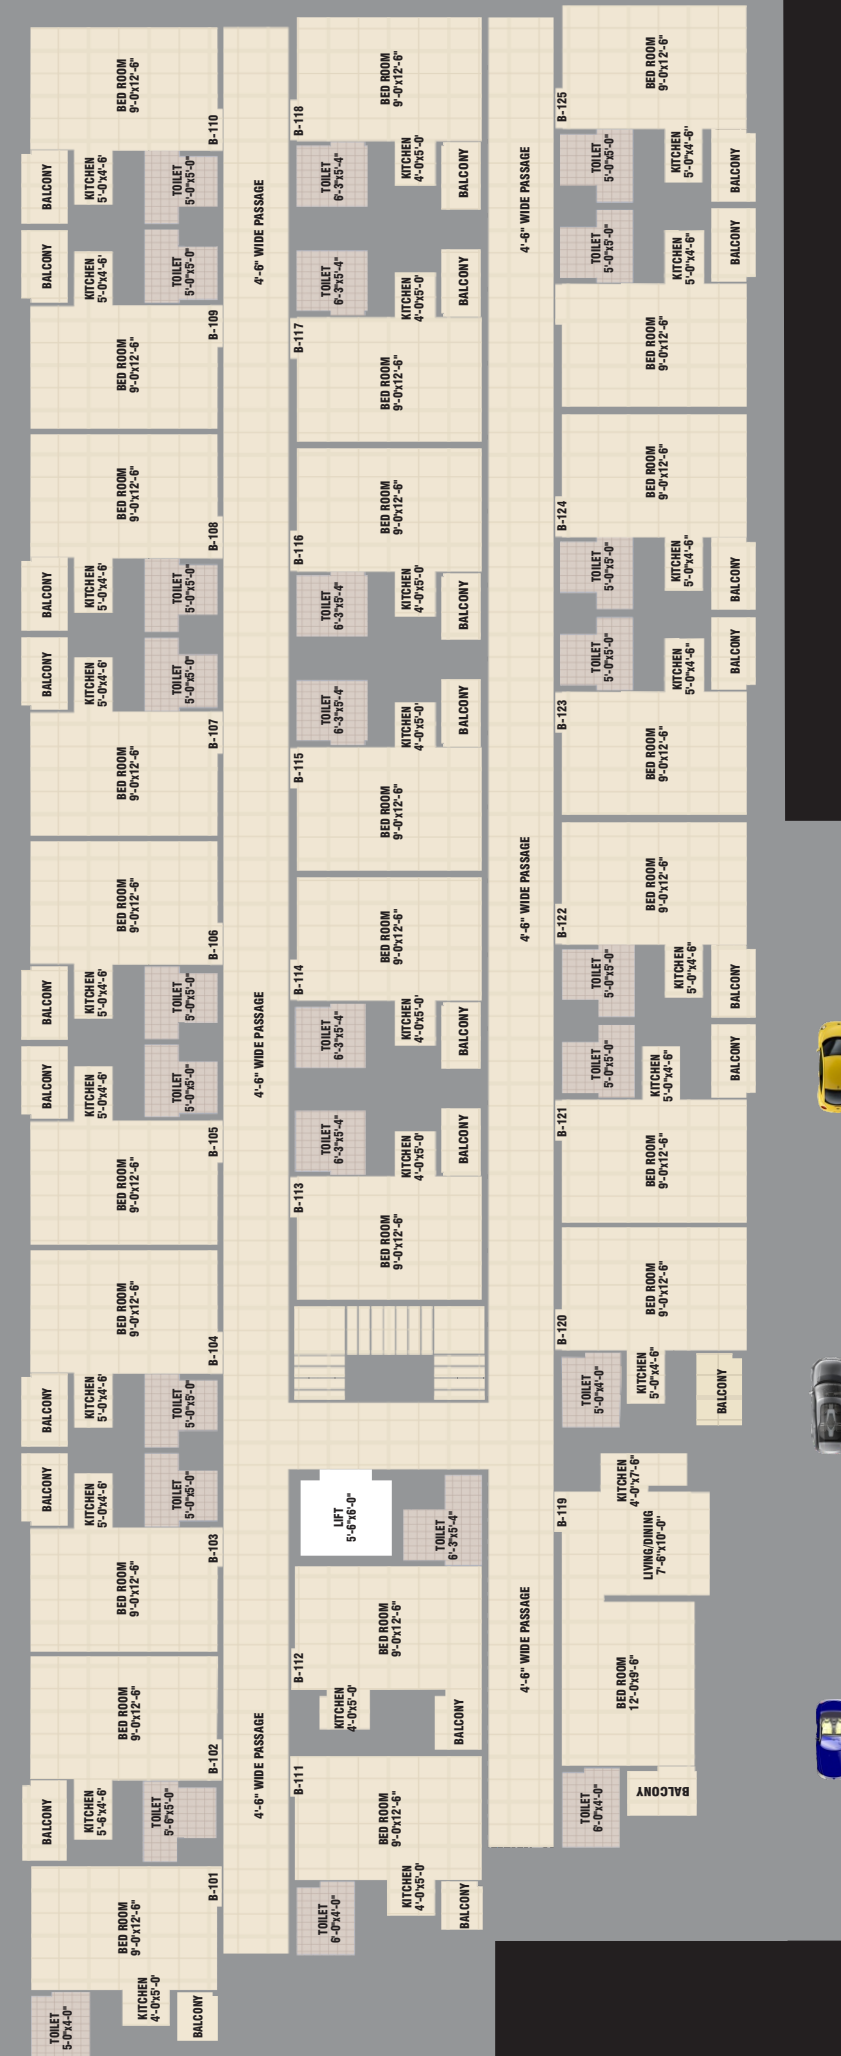 BED ROOM
9'-0'x12'-6"
B-110
BALCONY
KITCHEN
5'-0'x4'-6'
TOILET
5'-0"x5'-0"
BALCONY
KITCHEN
5'-0'x4'-6'
TOILET
5'-0"x5'-0"
B-109
BED ROOM
9'-0'x12'-6"
BED ROOM
9'-0'x12'-6"
B-108
BALCONY
KITCHEN
5'-0'x4'-6'
TOILET
5'-0"x5'-0"
BALCONY
KITCHEN
5'-0'x4'-6'
TOILET
5'-0"x5'-0"
B-107
BED ROOM
9'-0'x12'-6"
BED ROOM
9'-0'x12'-6"
B-106
BALCONY
KITCHEN
5'-0'x4'-6'
TOILET
5'-0"x5'-0"
BALCONY
KITCHEN
5'-0'x4'-6'
TOILET
5'-0"x5'-0"
B-105
BED ROOM
9'-0'x12'-6"
BED ROOM
9'-0'x12'-6"
B-104
BALCONY
KITCHEN
5'-0'x4'-6'
TOILET
5'-0"x5'-0"
BALCONY
KITCHEN
5'-0'x4'-6'
TOILET
5'-0"x5'-0"
B-103
BED ROOM
9'-0'x12'-6"
BED ROOM
9'-0'x12'-6"
B-102
BALCONY
KITCHEN
5'-6'x4'-6'
TOILET
5'-6"x5'-0"
B-101
BED ROOM
9'-0'x12'-6"
TOILET
5-0"x4-0"
KITCHEN
4'-0'x5'-0'
BALCONY
4'-6" WIDE PASSAGE
4'-6" WIDE PASSAGE
4'-6" WIDE PASSAGE
B-118
BED ROOM
9'-0'x12'-6"
TOILET
6'-3"x5'-4"
KITCHEN
4'-0'x5'-0'
BALCONY
TOILET
6'-3"x5'-4"
KITCHEN
4'-0'x5'-0'
BALCONY
B-117
BED ROOM
9'-0'x12'-6"
BED ROOM
9'-0'x12'-6"
B-116
TOILET
6'-3"x5'-4"
KITCHEN
4'-0'x5'-0'
BALCONY
TOILET
6'-3"x5'-4"
KITCHEN
4'-0'x5'-0'
BALCONY
B-115
BED ROOM
9'-0'x12'-6"
BED ROOM
9'-0'x12'-6"
B-114
TOILET
6'-3"x5'-4"
KITCHEN
4'-0'x5'-0'
BALCONY
TOILET
6'-3"x5'-4"
KITCHEN
4'-0'x5'-0'
BALCONY
B-113
BED ROOM
9'-0'x12'-6"
LIFT
5'-6"x6'-0"
TOILET
6'-3"x5'-4"
BED ROOM
9'-0'x12'-6"
B-112
KITCHEN
4'-0'x5'-0'
BALCONY
B-111
BED ROOM
9'-0'x12'-6"
TOILET
6'-0"x4'-0"
KITCHEN
4'-0'x5'-0'
BALCONY
4'-6" WIDE PASSAGE
4'-6" WIDE PASSAGE
4'-6" WIDE PASSAGE
BED ROOM
9'-0'x12'-6"
B-125
TOILET
5'-0"x5'-0"
KITCHEN
5'-0"x4'-6"
BALCONY
TOILET
5'-0"x5'-0"
KITCHEN
5'-0"x4'-6"
BALCONY
BED ROOM
9'-0'x12'-6"
BED ROOM
9'-0'x12'-6"
B-124
TOILET
5'-0"x5'-0"
KITCHEN
5'-0"x4'-6"
BALCONY
TOILET
5'-0"x5'-0"
KITCHEN
5'-0"x4'-6"
BALCONY
B-123
BED ROOM
9'-0'x12'-6"
BED ROOM
9'-0'x12'-6"
B-122
TOILET
5'-0"x5'-0"
KITCHEN
5'-0"x4'-6"
BALCONY
TOILET
5'-0"x5'-0"
KITCHEN
5'-0"x4'-6"
BALCONY
B-121
BED ROOM
9'-0'x12'-6"
BED ROOM
9'-0'x12'-6"
B-120
TOILET
5'-0"x4'-0"
KITCHEN
5'-0"x4'-6"
BALCONY
B-119
KITCHEN
4'-0"x7'-6"
LIVING/DINING
7'-6"x10'-0"
BED ROOM
12'-0'x9'-6"
TOILET
6'-0"x4'-0"
BALCONY